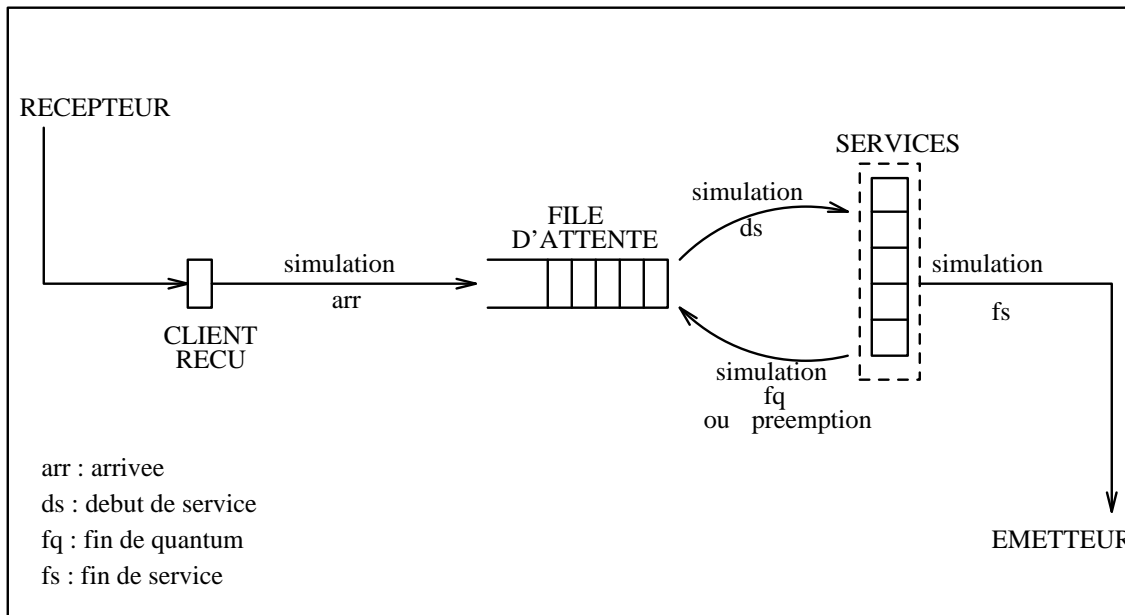 RECEPTEUR
SERVICES
simulation
ds
FILE
D'ATTENTE
simulation
arr
simulation
fs
CLIENT
RECU
simulation
fq
ou preemption
arr : arrivee
ds : debut de service
fq : fin de quantum
fs : fin de service
EMETTEUR